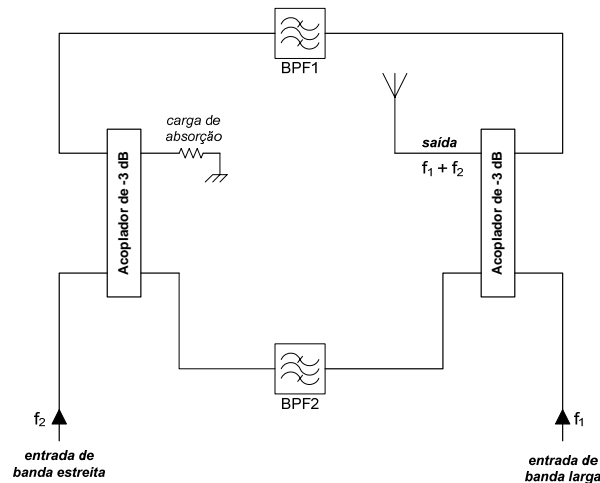 BPF1
carga de
absorção
saída
f1 + f2
Acoplador de -3 dB
Acoplador de -3 dB
BPF2
f2
f1
entrada de
banda estreita
entrada de
banda larga